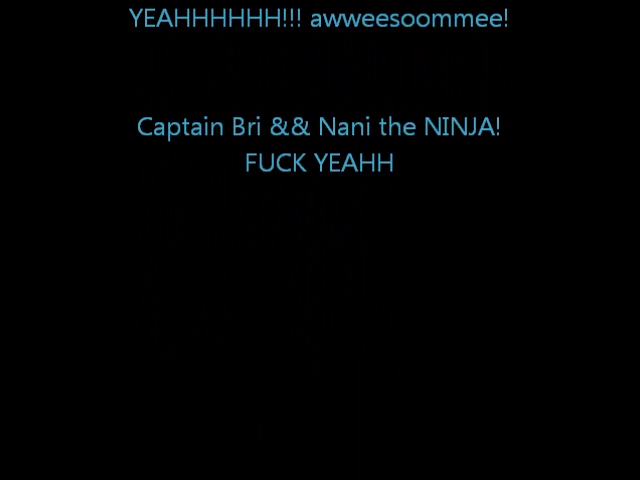 YEAHHHHHH!!! awweesoommee!
Captain Bri && Nani the NINJA!
FUCK YEAHH